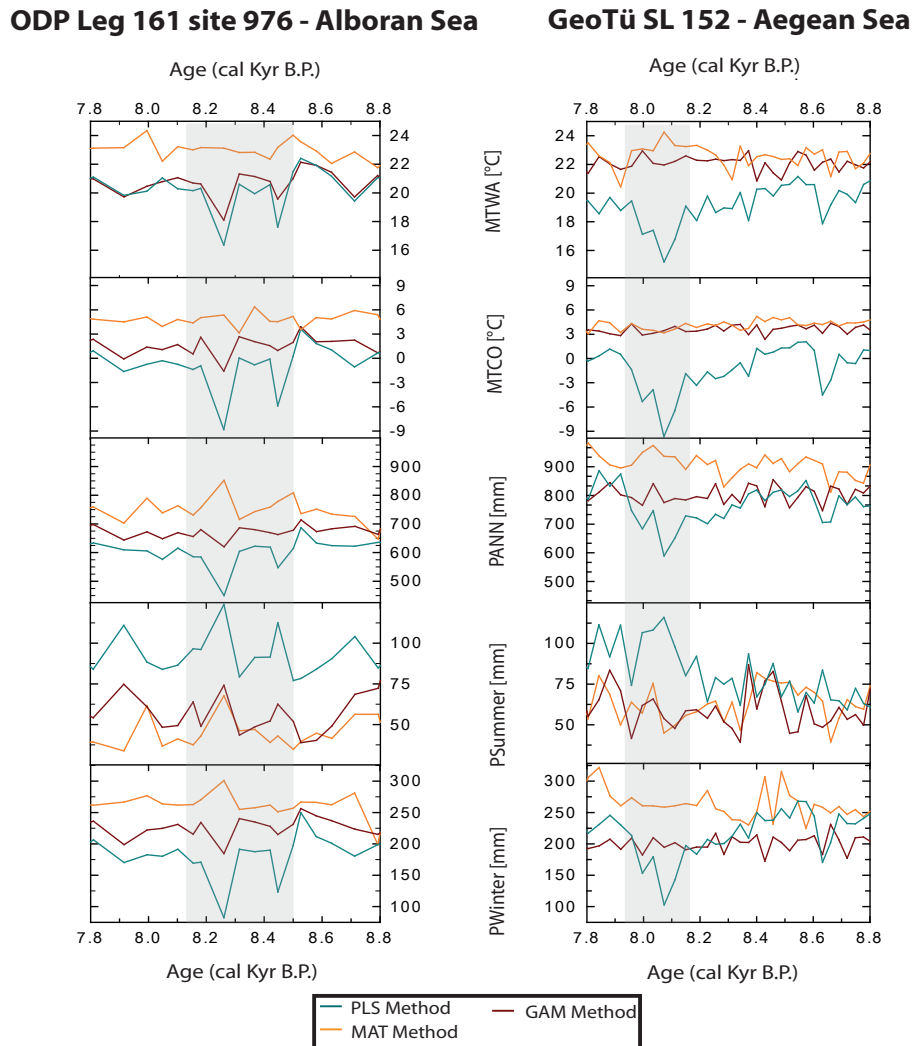 ODP Leg 161 site 976 - Alboran Sea
GeoTü SL 152 - Aegean Sea
Age (cal Kyr B.P.)
Age (cal Kyr B.P.)
7.8 8.0 8.2 8.4 8.6 8.8
7.8 8.0 8.2 8.4 8.6 8.8
24
22
20
18
16
MTWA [°C]
24
22
20
18
16
9
6
3
0
-3
-6
-9
MTCO [°C]
9
6
3
0
-3
-6
-9
900
800
700
600
500
PANN [mm]
900
800
700
600
500
100
75
50
PSummer [mm]
100
75
50
300
250
200
150
100
PWinter [mm]
300
250
200
150
100
7.8 8.0 8.2 8.4 8.6 8.8
7.8 8.0 8.2 8.4 8.6 8.8
Age (cal Kyr B.P.)
Age (cal Kyr B.P.)
PLS Method
GAM Method
MAT Method